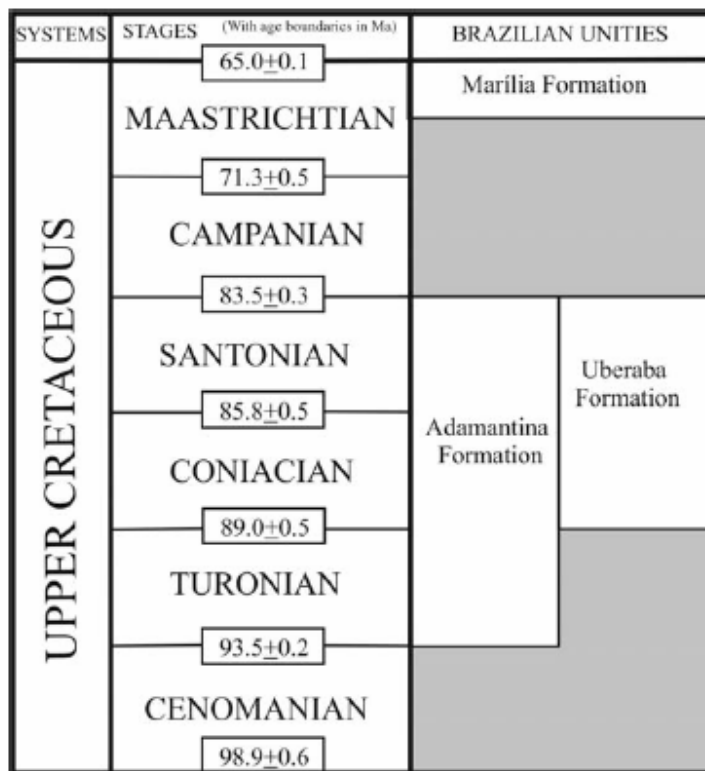 SYSTEMS
STAGES
(With age boundaries in Ma)
BRAZILIAN UNITIES
65.0±0.1
Marília Formation
MAASTRICHTIAN
71.3±0.5
CAMPANIAN
83.5±0.3
SANTONIAN
85.8±0.5
CONIACIAN
89.0±0.5
TURONIAN
93.5±0.2
CENOMANIAN
98.9±0.6
UPPER CRETACEOUS
Adamantina
Formation
Uberaba
Formation